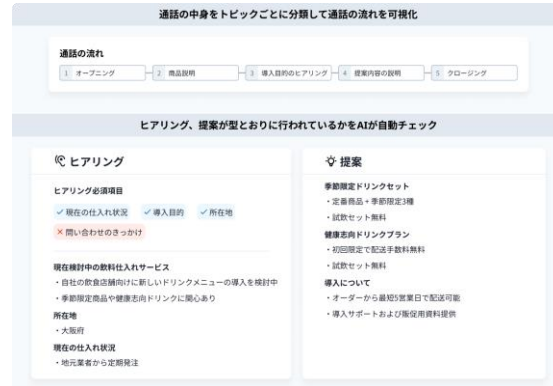 通話の中身をトピックごとに分類して通話の流れを可視化
通話の流れ
1 オープニング
2 商品説明
3 導入目的のヒアリング
4 提案内容の説明
5 クロージング
ヒアリング、提案が型とおりに行われているかをAIが自動チェック
ヒアリング
ヒアリング必須項目
✓ 現在の仕入れ状況 ✓ 導入目的 ✓ 所在地
× 問い合わせのきっかけ
現在検討中の飲料仕入れサービス
・自社の飲食店舗向けに新しいドリンクメニューの導入を検討中
・季節限定商品や健康志向ドリンクに関心あり
所在地
・大阪府
現在の仕入れ状況
・地元業者から定期発注
提案
季節限定ドリンクセット
・定番商品 + 季節限定3種
・試飲セット無料
健康志向ドリンクプラン
・初回限定で配送手数料無料
・試飲セット無料
導入について
・オーダーから最短5営業日で配送可能
・導入サポートおよび販促用資料提供